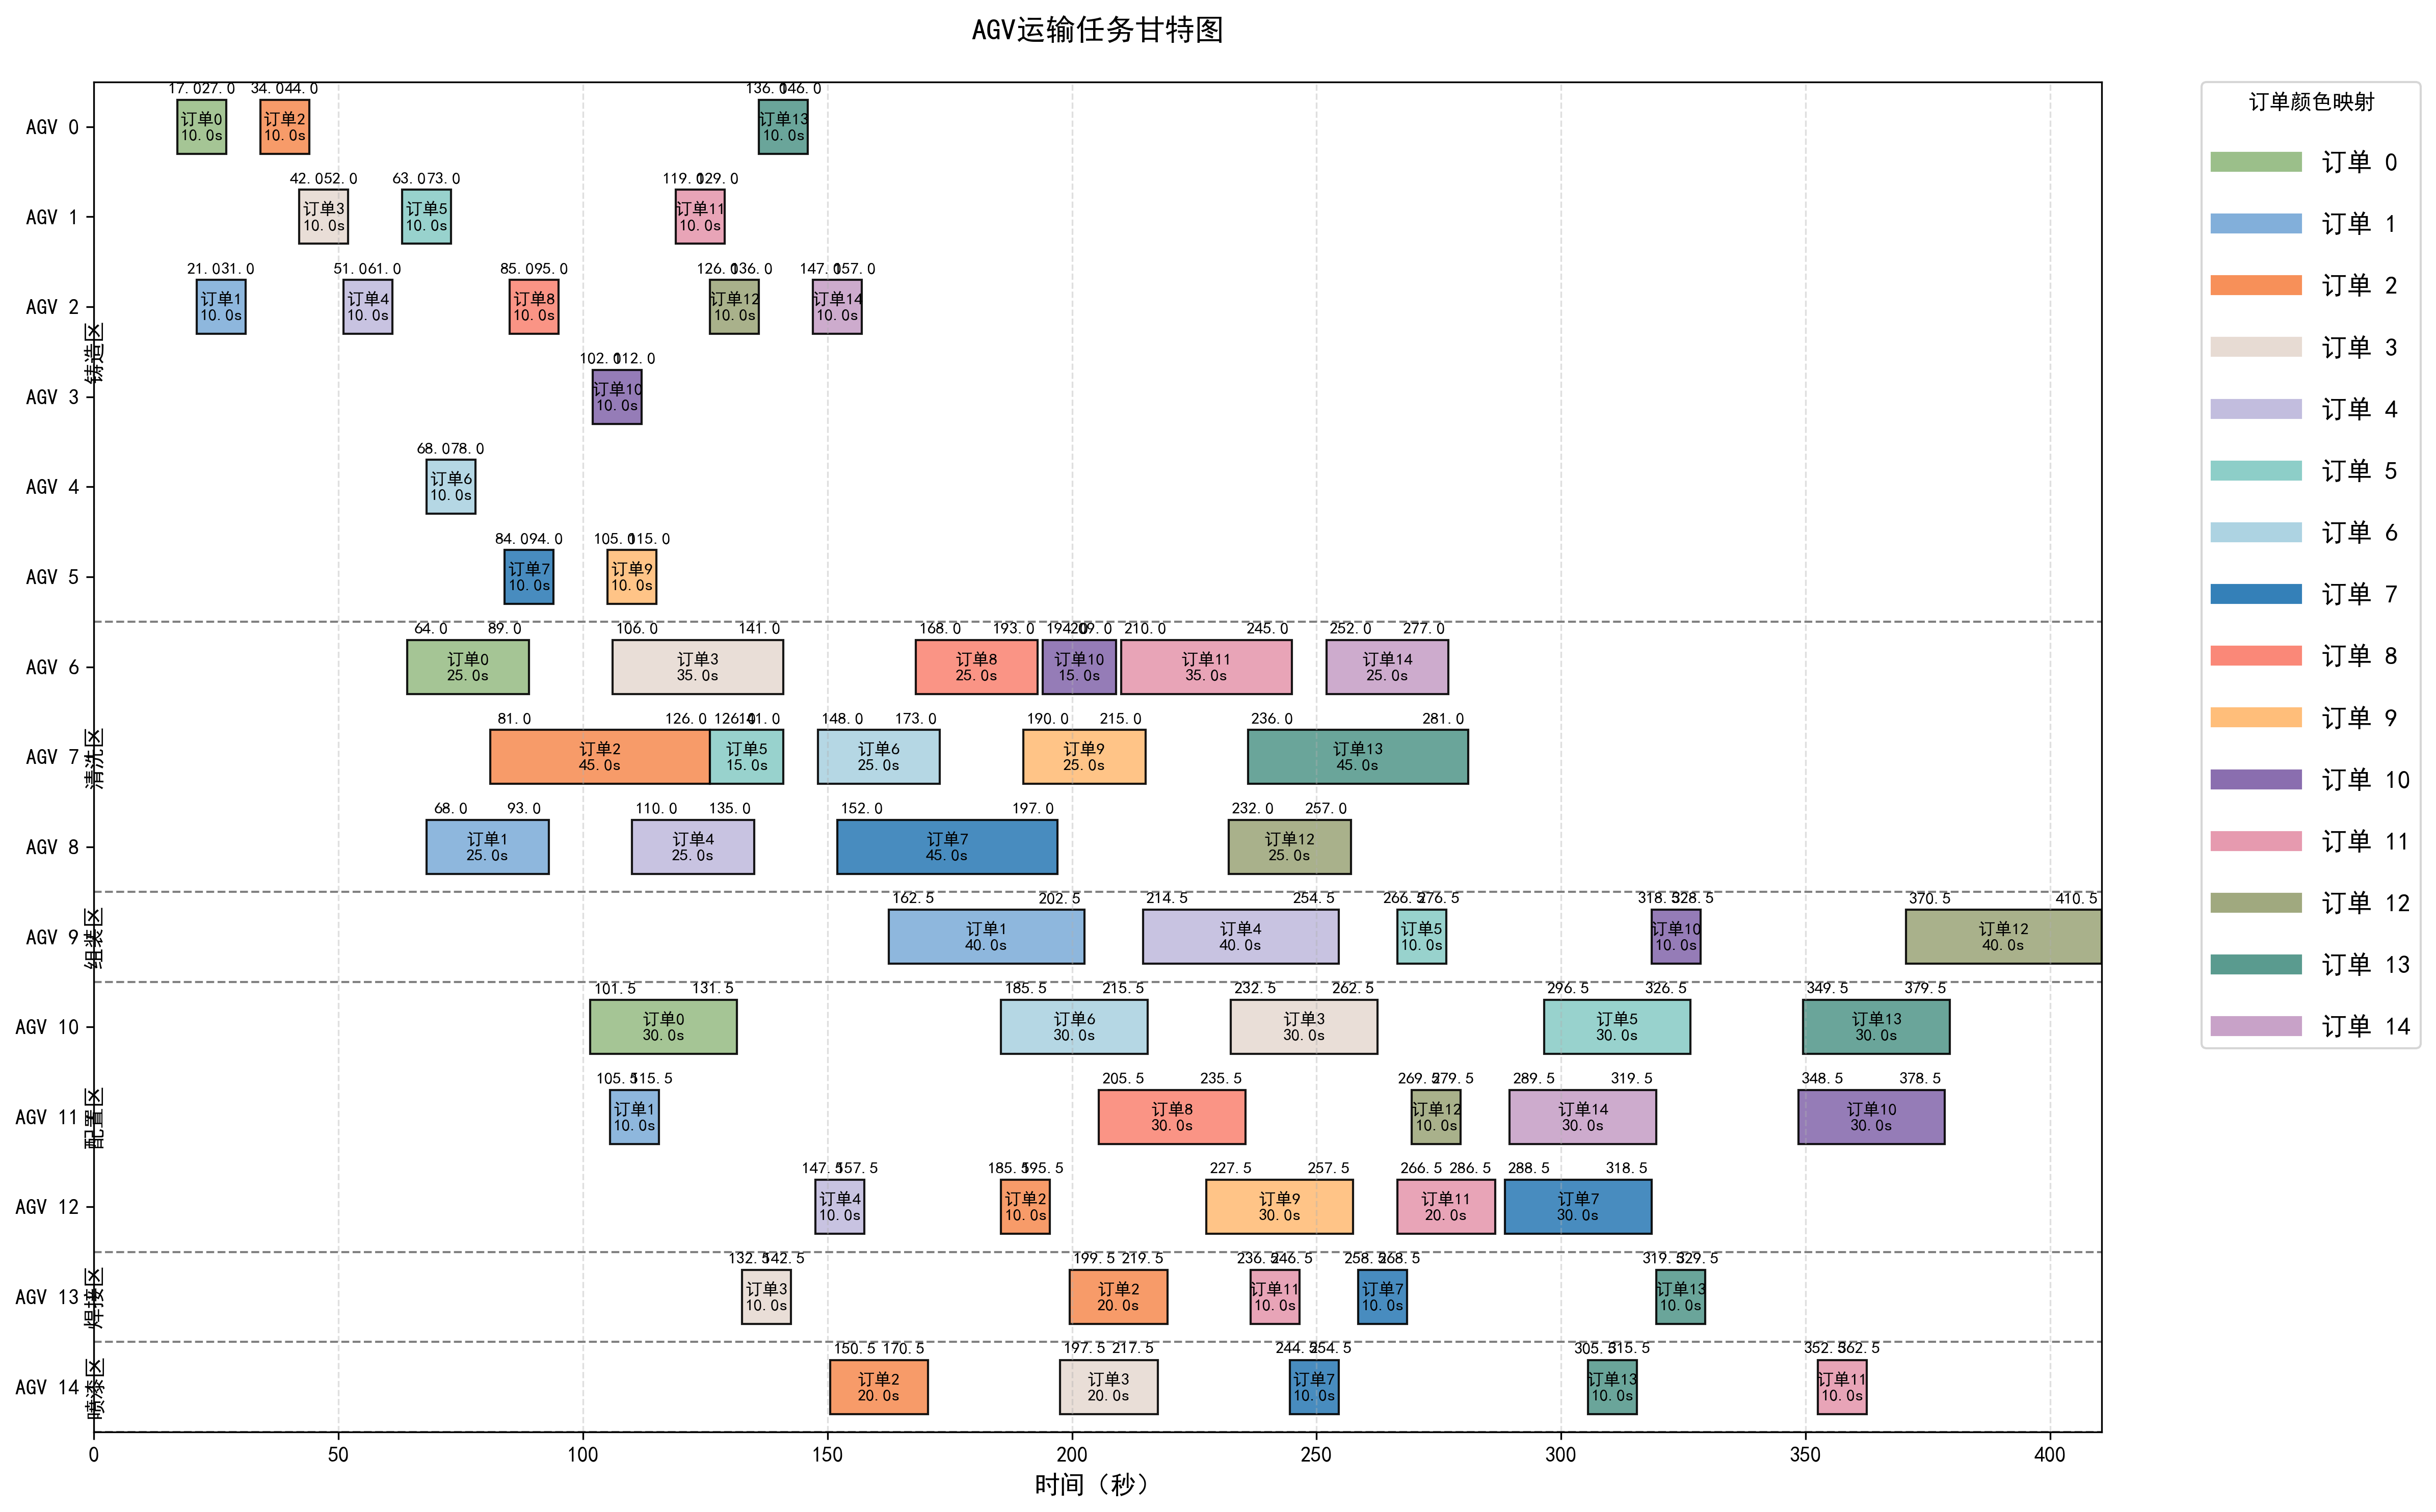 AGV运输任务甘特图
17.0 27.0 34.0 44.0 136.0 146.0
AGV 0
订单0 订单2 订单13
10.0s 10.0s 10.0s
42.0 52.0 63.0 73.0 119.0 129.0
AGV 1
订单3 订单5 订单11
10.0s 10.0s 10.0s
21.0 31.0 51.0 61.0 85.0 95.0 126.0 136.0 147.0 157.0
AGV 2
订单1 订单4 订单8 订单12 订单14
10.0s 10.0s 10.0s 10.0s 10.0s
铸造区
102.0 112.0
AGV 3
订单10
10.0s
68.0 78.0
AGV 4
订单6
10.0s
84.0 94.0 105.0 115.0
AGV 5
订单7 订单9
10.0s 10.0s
64.0 89.0 106.0 141.0 168.0 193.0 194.0 209.0 210.0 245.0 252.0 277.0
AGV 6
订单0 订单3 订单8 订单10 订单11 订单14
25.0s 35.0s 25.0s 15.0s 35.0s 25.0s
81.0 126.0 126.0 141.0 148.0 173.0 190.0 215.0 236.0 281.0
AGV 7
清洗区
订单2 订单5 订单6 订单9 订单13
45.0s 15.0s 25.0s 25.0s 45.0s
68.0 93.0 110.0 135.0 152.0 197.0 232.0 257.0
AGV 8
订单1 订单4 订单7 订单12
25.0s 25.0s 45.0s 25.0s
162.5 202.5 214.5 254.5 266.5 276.5 318.5 328.5 370.5 410.5
AGV 9
组装区
订单1 订单4 订单5 订单10 订单12
40.0s 40.0s 10.0s 10.0s 40.0s
101.5 131.5 185.5 215.5 232.5 262.5 296.5 326.5 349.5 379.5
AGV 10
订单0 订单6 订单3 订单5 订单13
30.0s 30.0s 30.0s 30.0s 30.0s
105.5 115.5 205.5 235.5 269.5 279.5 289.5 319.5 348.5 378.5
AGV 11
配置区
订单1 订单8 订单12 订单14 订单10
10.0s 30.0s 10.0s 30.0s 30.0s
147.5 157.5 185.5 195.5 227.5 257.5 266.5 286.5 288.5 318.5
AGV 12
订单4 订单2 订单9 订单11 订单7
10.0s 10.0s 30.0s 20.0s 30.0s
132.5 142.5 199.5 219.5 236.5 246.5 258.5 268.5 319.5 329.5
AGV 13
焊接区
订单3 订单2 订单11 订单7 订单13
10.0s 20.0s 10.0s 10.0s 10.0s
150.5 170.5 197.5 217.5 244.5 254.5 305.5 315.5 352.5 362.5
AGV 14
喷漆区
订单2 订单3 订单7 订单13 订单11
20.0s 20.0s 10.0s 10.0s 10.0s
0 50 100 150 200 250 300 350 400
时间（秒）
订单颜色映射
订单 0
订单 1
订单 2
订单 3
订单 4
订单 5
订单 6
订单 7
订单 8
订单 9
订单 10
订单 11
订单 12
订单 13
订单 14